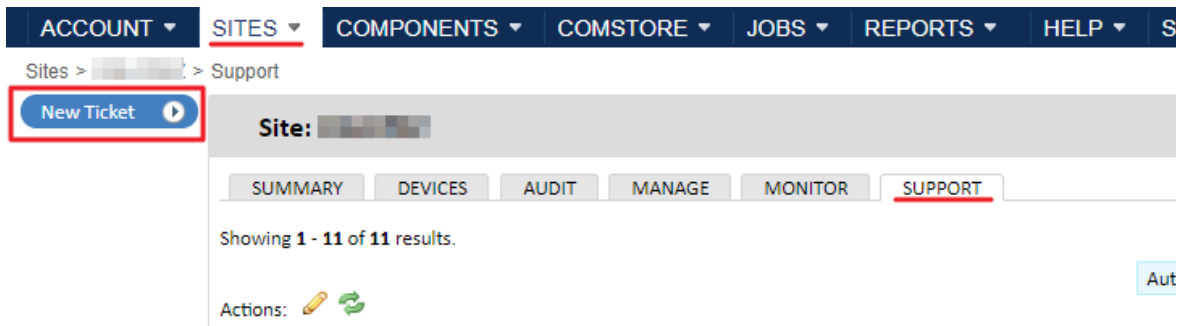 ACCOUNT SITES COMPONENTS COMSTORE JOBS REPORTS HELP S
Sites > > Support
New Ticket
Site:
SUMMARY DEVICES AUDIT MANAGE MONITOR SUPPORT
Showing 1 - 11 of 11 results.
Aut
Actions: